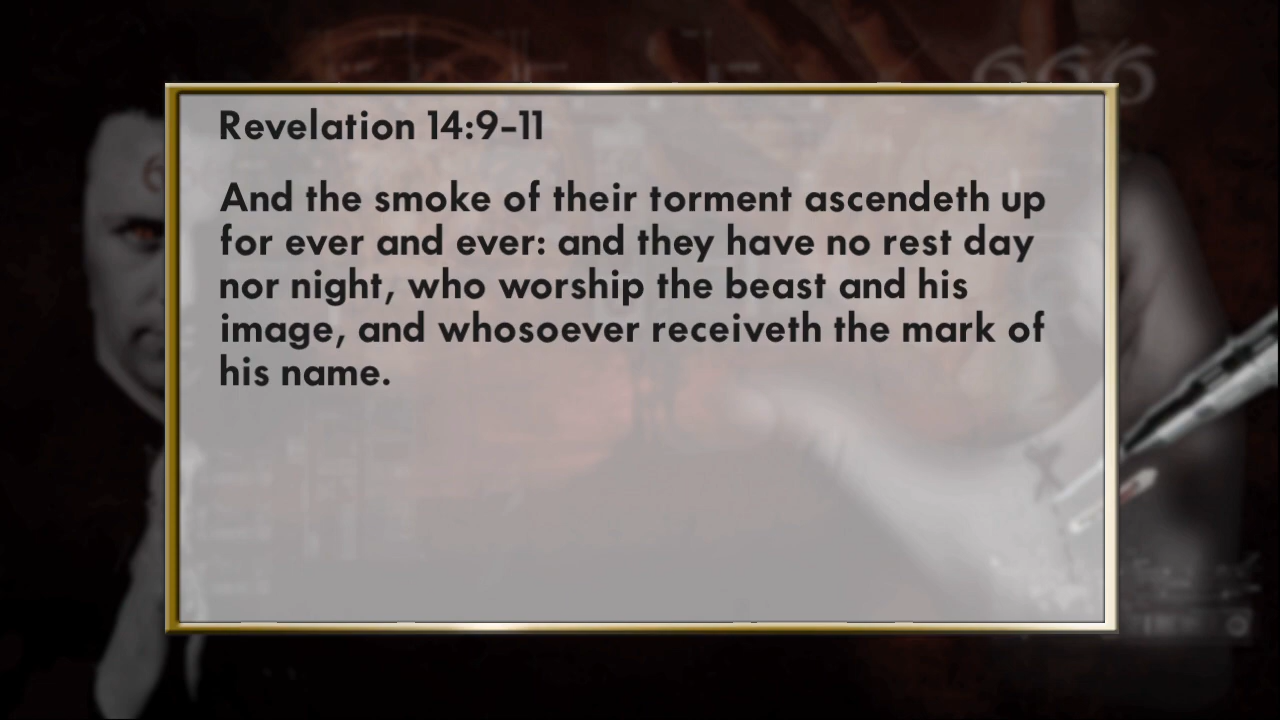 666
Revelation 14:9-11
And the smoke of their torment ascendeth up
for ever and ever: and they have no rest day
nor night, who worship the beast and his
image, and whosoever receiveth the mark of
his name.
6